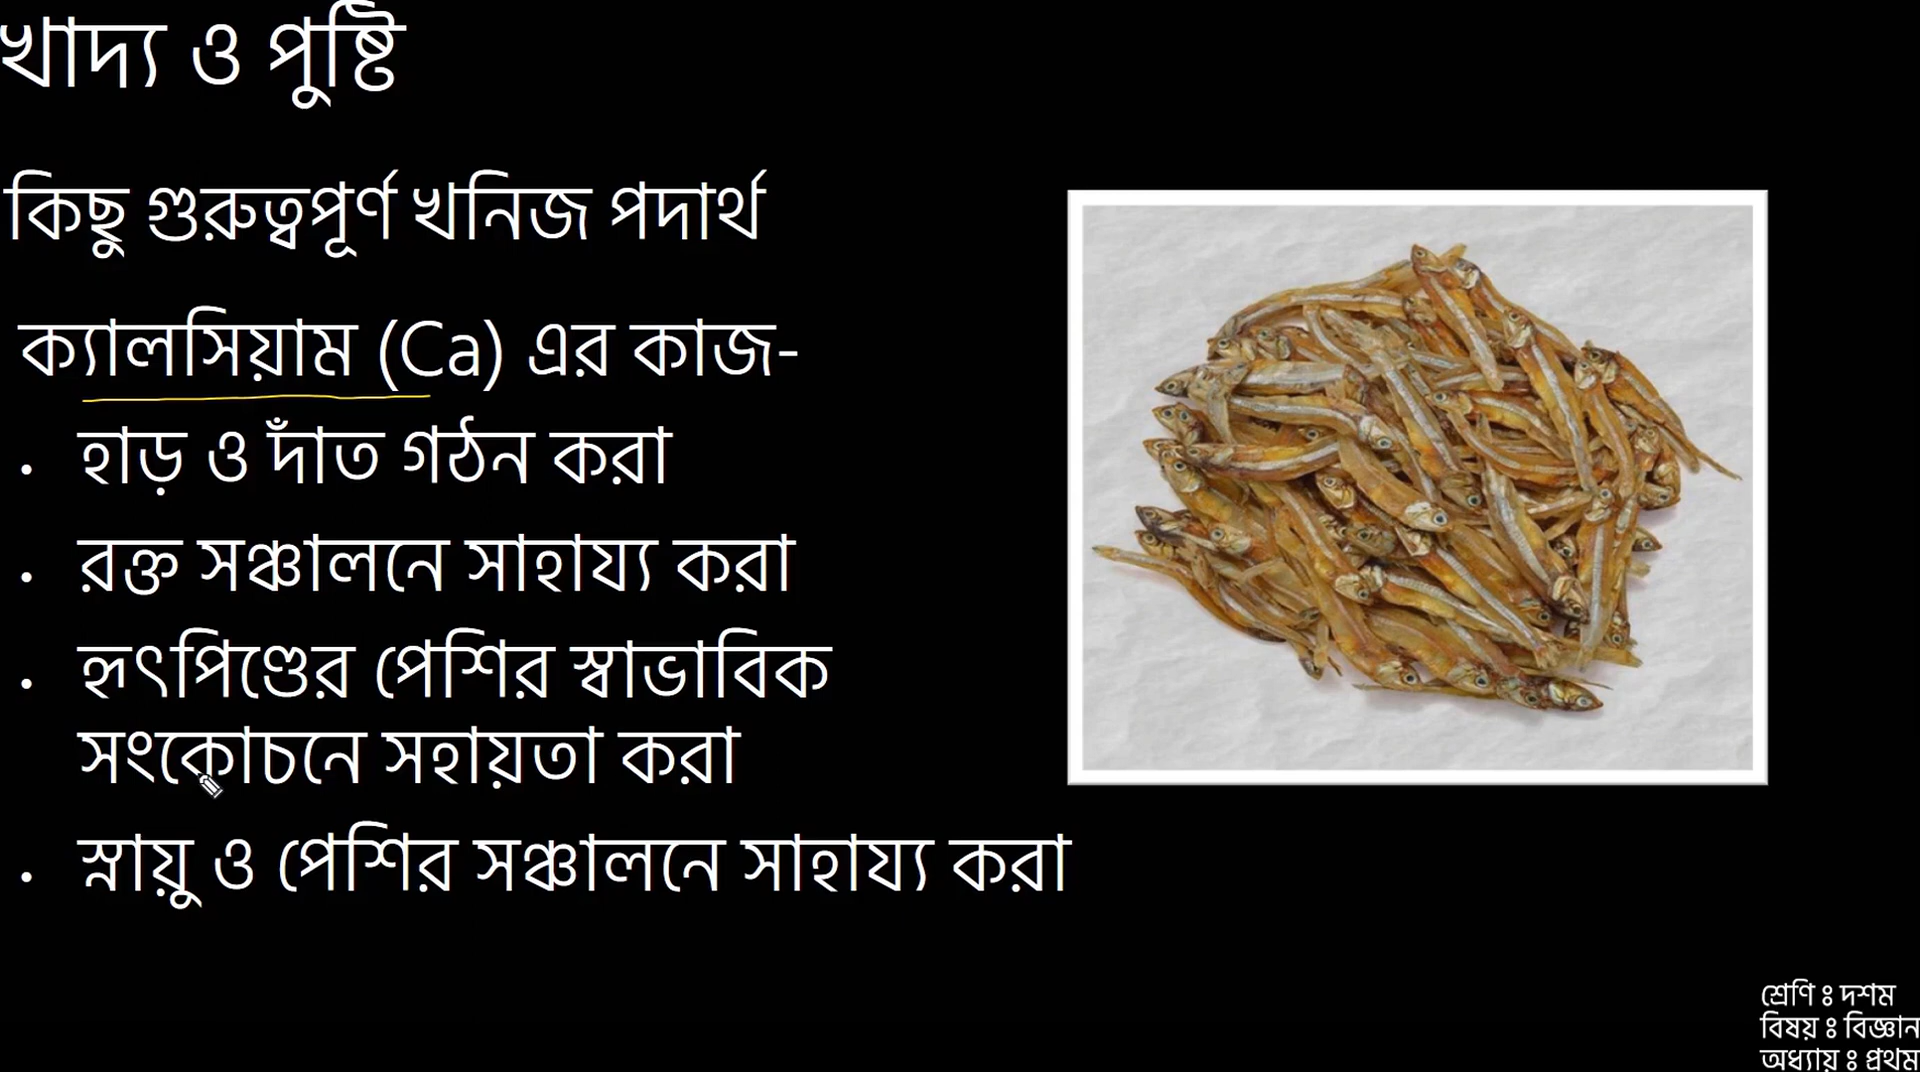 খাদ্য ও পুষ্টি
কিছু গুরুত্বপূর্ণ খনিজ পদার্থ
ক্যালসিয়াম (Ca) এর কাজ-
• হাড় ও দাঁত গঠন করা
• রক্ত সঞ্চালনে সাহায্য করা
• হৃৎপিণ্ডের পেশির স্বাভাবিক
সংকোচনে সহায়তা করা
• স্নায়ু ও পেশির সঞ্চালনে সাহায্য করা
শ্রেণি ঃ দশম
বিষয় ঃ বিজ্ঞান
অধ্যায় ঃ প্রথম